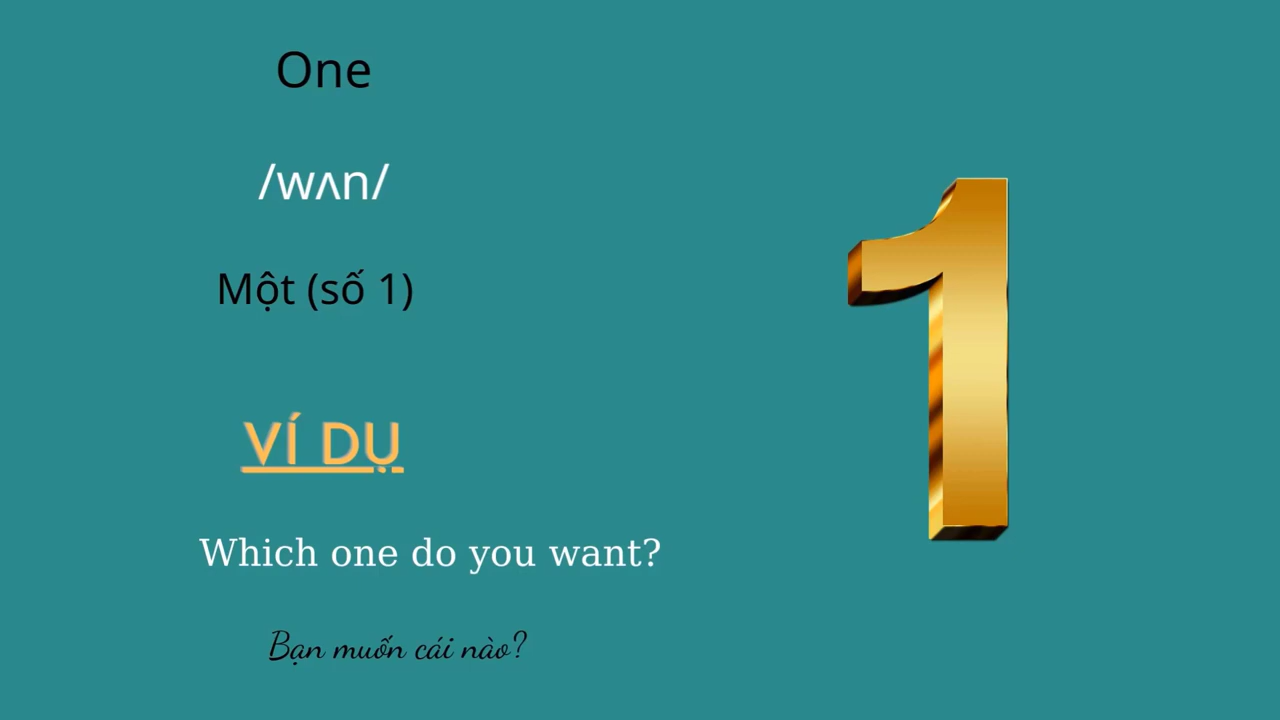 One
/wʌn/
Một (số 1)
VÍ DỤ
Which one do you want?
Bạn muốn cái nào?
1